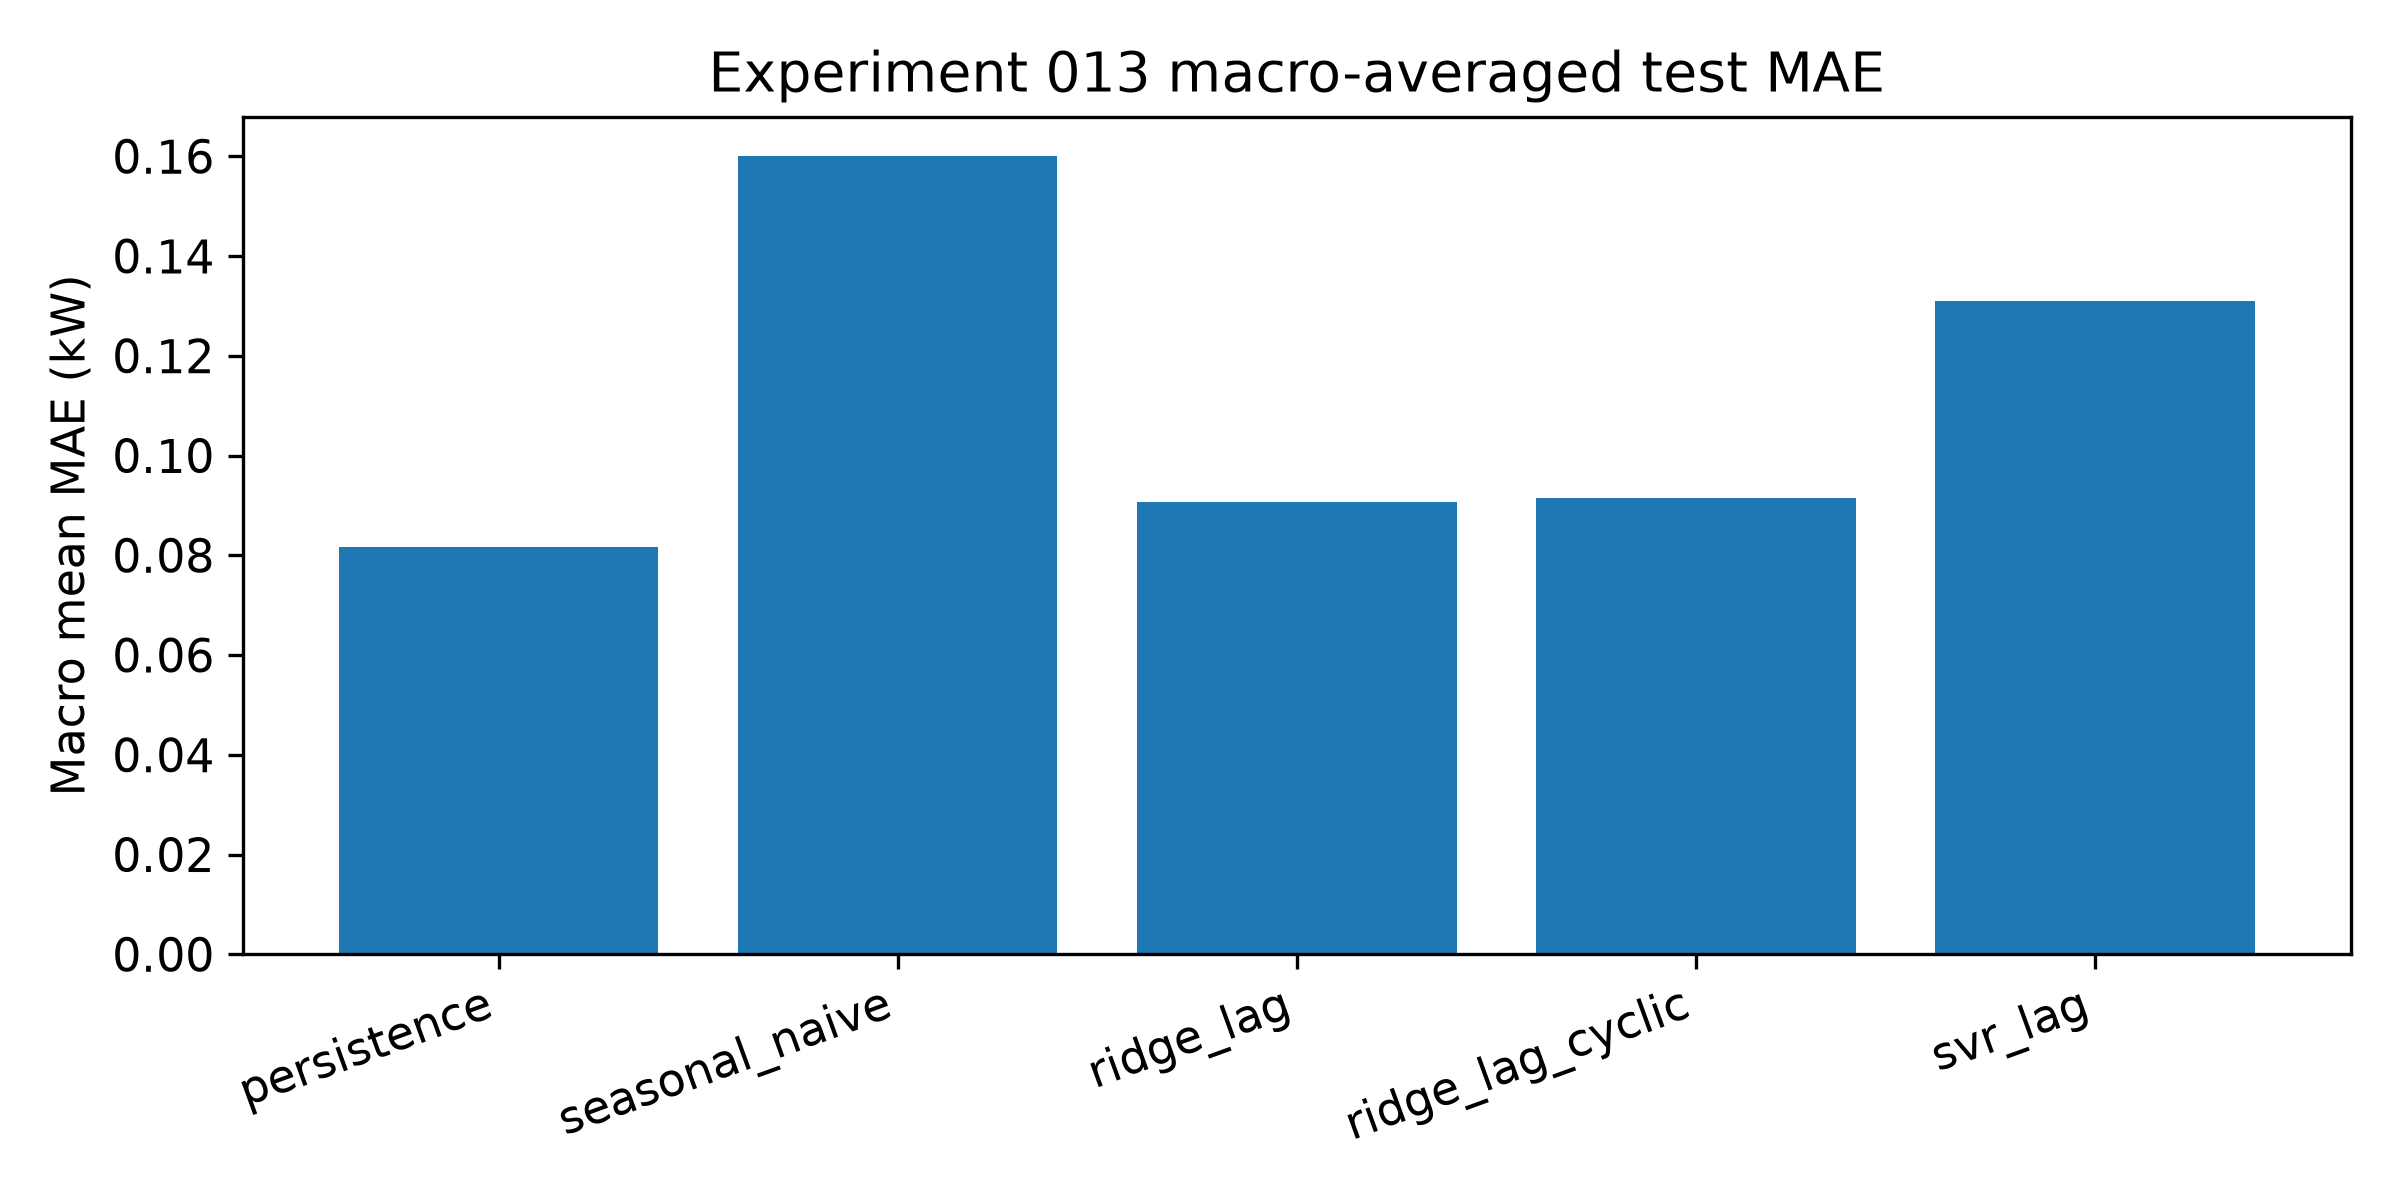 Experiment 013 macro-averaged test MAE
Macro mean MAE (kW)
0.16
0.14
0.12
0.10
0.08
0.06
0.04
0.02
0.00
persistence
seasonal_naive
ridge_lag
ridge_lag_cyclic
svr_lag